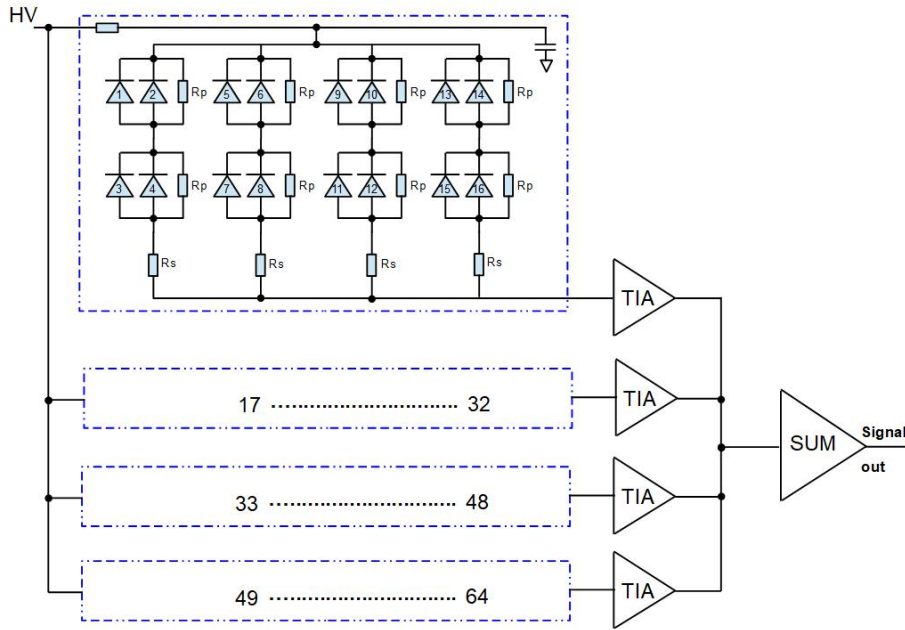 HV
1 2 Rp 5 6 Rp 9 10 Rp 13 14 Rp
3 4 Rp 7 8 Rp 11 12 Rp 15 16 Rp
Rs Rs Rs Rs
TIA
17 ................................ 32 TIA
SUM Signal
out
33 ................................ 48 TIA
49 ................................ 64 TIA